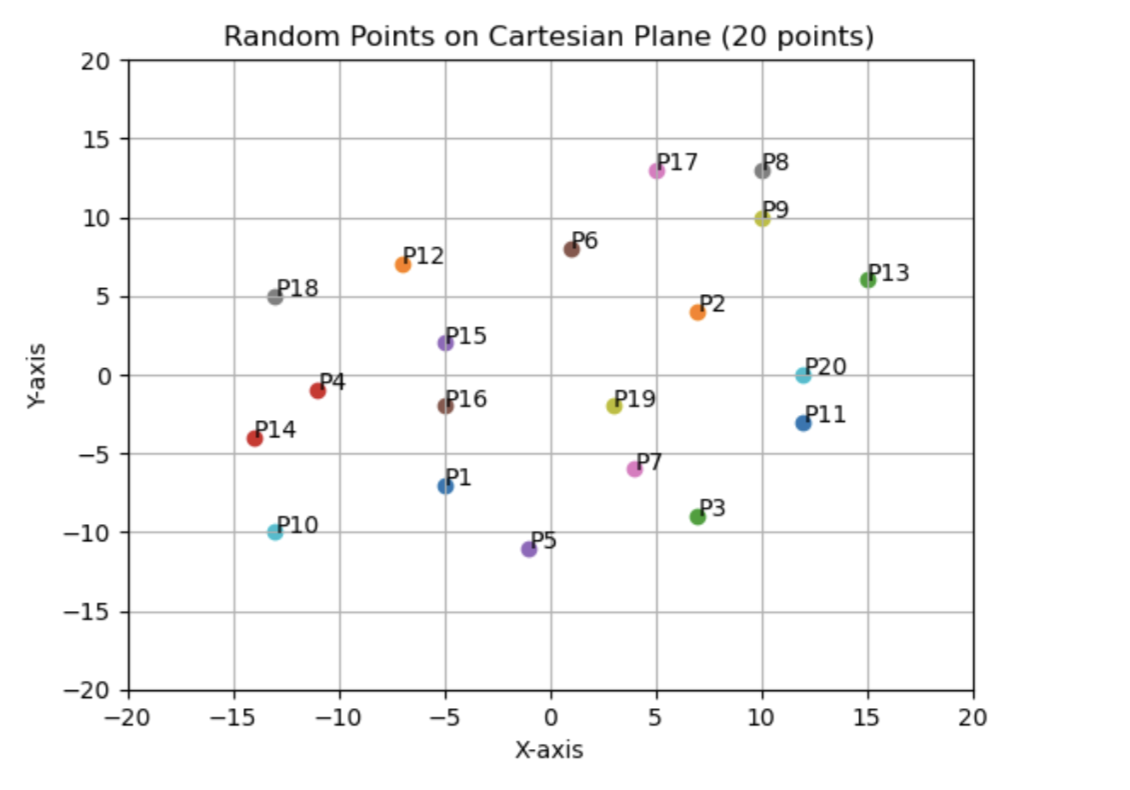 Random Points on Cartesian Plane (20 points)
20
15
10
5
0
−5
−10
−15
−20
Y-axis
P17
P8
P9
P6
P12
P13
P18
P2
P15
P20
P4
P16
P19
P11
P14
P7
P1
P3
P10
P5
−20
−15
−10
−5
0
5
10
15
20
X-axis